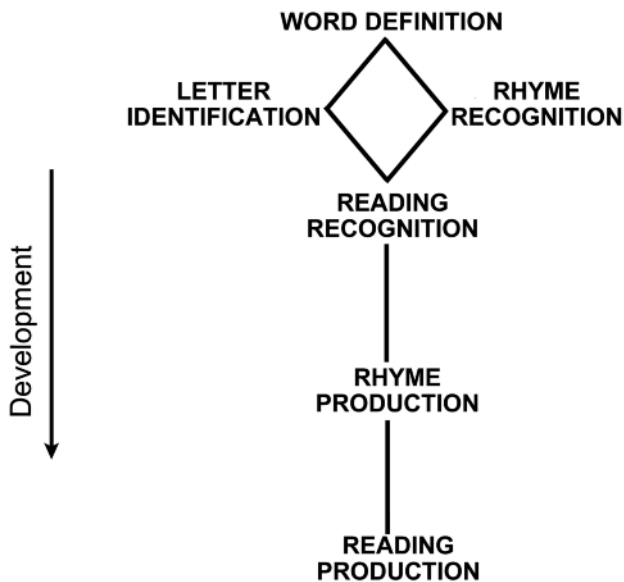 WORD DEFINITION
LETTER
IDENTIFICATION
RHYME
RECOGNITION
READING
RECOGNITION
Development
RHYME
PRODUCTION
READING
PRODUCTION